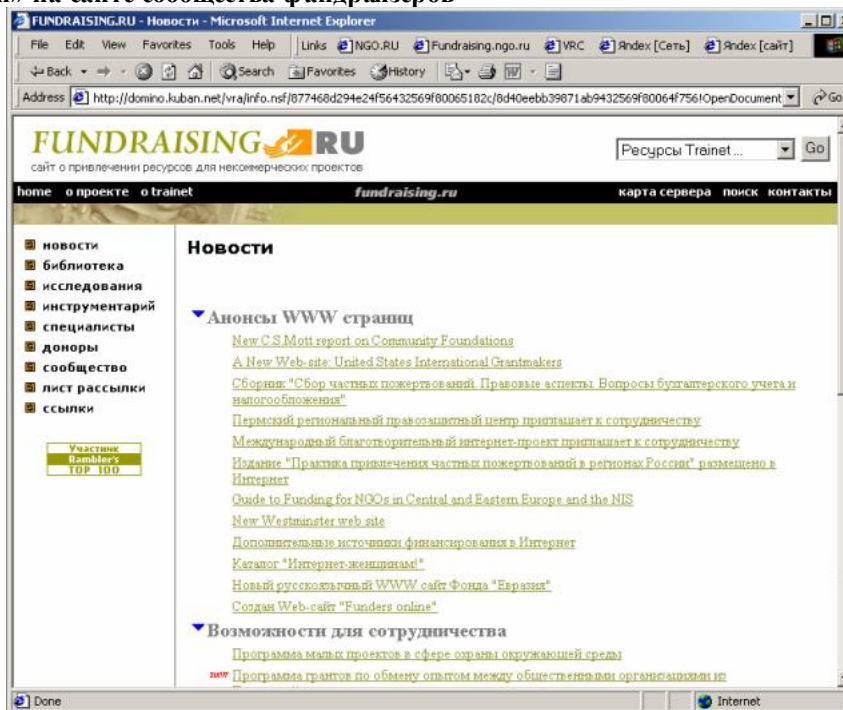 на сайте сообщества фандрайзеров
FUNDRAISING.RU - Новости - Microsoft Internet Explorer
File Edit View Favorites Tools Help Links NGO.RU Fundraising.ngo.ru VRC Яndex [Сеть] Яndex [сайт]
Back Search Favorites History
Address http://domino.kuban.net/vra/info.nsf/877468d294e24f56432569f80065182c/8d40eebb39871ab9432569f80064f756!OpenDocument Go
FUNDRAISING RU
сайт о привлечении ресурсов для некоммерческих проектов
Ресурсы Trainet... Go
home о проекте о trainet fundraising.ru карта сервера поиск контакты
новости
библиотека
исследования
инструментарий
специалисты
доноры
сообщество
лист рассылки
ссылки
Участник
Rambler's
TOP 100
Новости
Анонсы WWW страниц
New C.S.Mott report on Community Foundations
A New Web-site: United States International Grantmakers
Сборник "Сбор частных пожертвований. Правовые аспекты. Вопросы бухгалтерского учета и
налогообложения"
Пермский региональный правозащитный центр приглашает к сотрудничеству
Международный благотворительный интернет-проект приглашает к сотрудничеству
Издание "Практика привлечения частных пожертвований в регионах России" размещено в
Интернет
Guide to Funding for NGOs in Central and Eastern Europe and the NIS
New Westminster web site
Дополнительные источники финансирования в Интернет
Каталог "Интернет-женщинам!"
Новый русскоязычный WWW сайт Фонда "Евразия"
Создан Web-сайт "Funders online"
Возможности для сотрудничества
Программа малых проектов в сфере охраны окружающей среды
new Программа грантов по обмену опытом между общественными организациями из
Done Internet